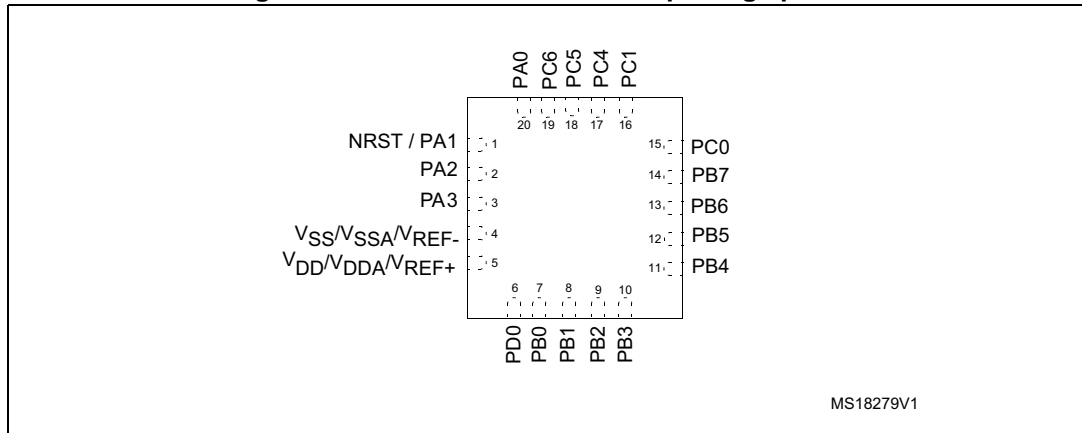 PA0 PC6 PC5 PC4 PC1
20 19 18 17 16
NRST / PA1 1
PA2 2
PA3 3
VSS/VSSA/VREF- 4
VDD/VDDA/VREF+ 5
15 PC0
14 PB7
13 PB6
12 PB5
11 PB4
6 7 8 9 10
PD0 PB0 PB1 PB2 PB3
MS18279V1